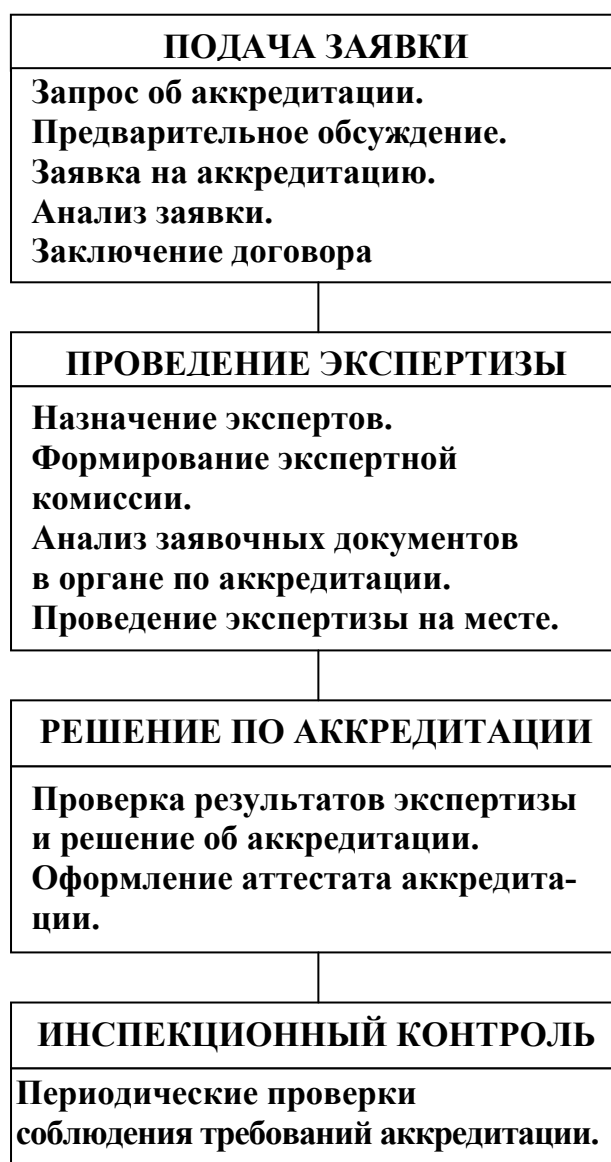 ПОДАЧА ЗАЯВКИ
Запрос об аккредитации.
Предварительное обсуждение.
Заявка на аккредитацию.
Анализ заявки.
Заключение договора
ПРОВЕДЕНИЕ ЭКСПЕРТИЗЫ
Назначение экспертов.
Формирование экспертной
комиссии.
Анализ заявочных документов
в органе по аккредитации.
Проведение экспертизы на месте.
РЕШЕНИЕ ПО АККРЕДИТАЦИИ
Проверка результатов экспертизы
и решение об аккредитации.
Оформление аттестата аккредита-
ции.
ИНСПЕКЦИОННЫЙ КОНТРОЛЬ
Периодические проверки
соблюдения требований аккредитации.